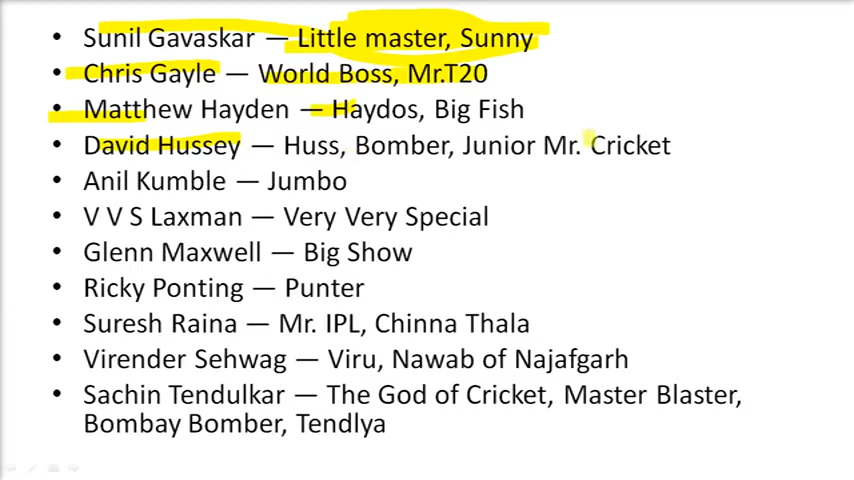 • Sunil Gavaskar — Little master, Sunny
• Chris Gayle — World Boss, Mr.T20
• Matthew Hayden — Haydos, Big Fish
• David Hussey — Huss, Bomber, Junior Mr. Cricket
• Anil Kumble — Jumbo
• V V S Laxman — Very Very Special
• Glenn Maxwell — Big Show
• Ricky Ponting — Punter
• Suresh Raina — Mr. IPL, Chinna Thala
• Virender Sehwag — Viru, Nawab of Najafgarh
• Sachin Tendulkar — The God of Cricket, Master Blaster,
Bombay Bomber, Tendlya